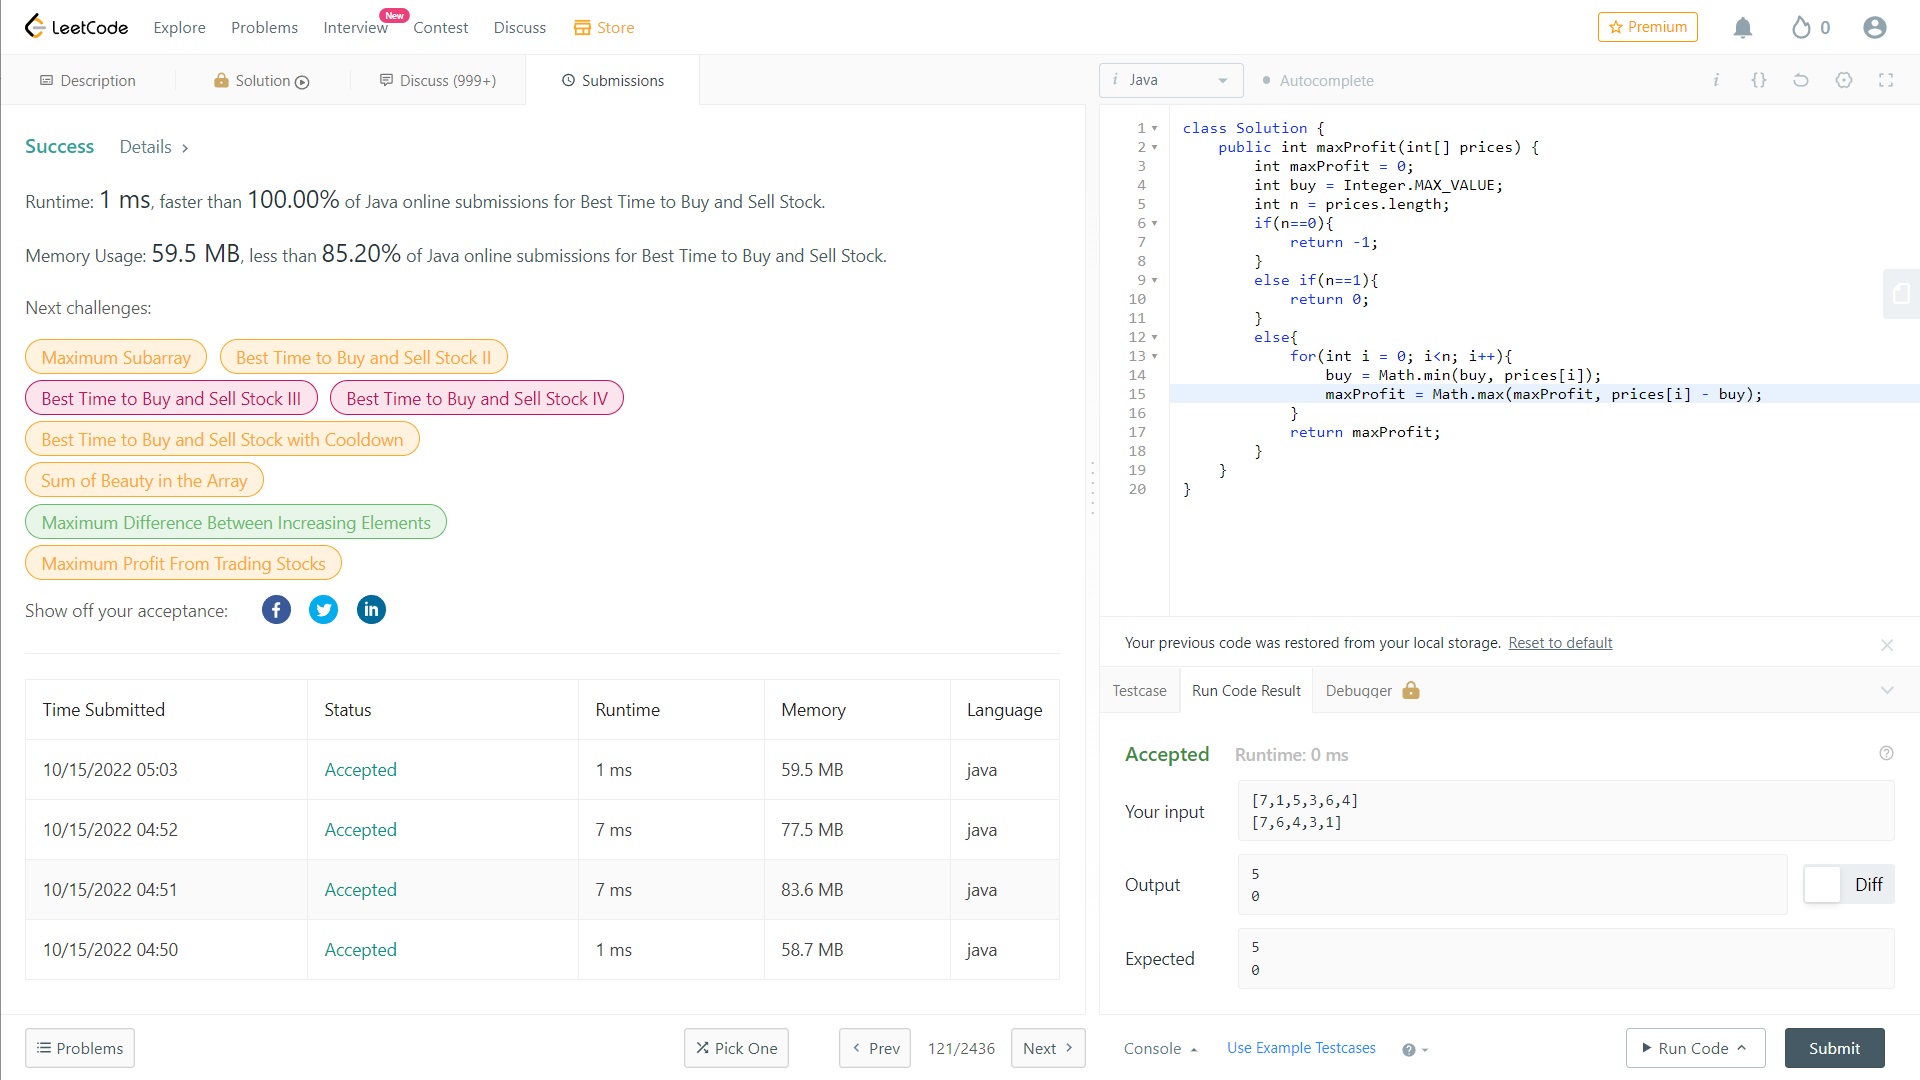 LeetCode Explore Problems Interview New Contest Discuss Store Premium 0
Description Solution Discuss (999+) Submissions
i Java Autocomplete i {}
Success Details >
Runtime: 1 ms, faster than 100.00% of Java online submissions for Best Time to Buy and Sell Stock.
Memory Usage: 59.5 MB, less than 85.20% of Java online submissions for Best Time to Buy and Sell Stock.
Next challenges:
Maximum Subarray Best Time to Buy and Sell Stock II
Best Time to Buy and Sell Stock III Best Time to Buy and Sell Stock IV
Best Time to Buy and Sell Stock with Cooldown
Sum of Beauty in the Array
Maximum Difference Between Increasing Elements
Maximum Profit From Trading Stocks
Show off your acceptance: f in
Time Submitted Status Runtime Memory Language
10/15/2022 05:03 Accepted 1 ms 59.5 MB java
10/15/2022 04:52 Accepted 7 ms 77.5 MB java
10/15/2022 04:51 Accepted 7 ms 83.6 MB java
10/15/2022 04:50 Accepted 1 ms 58.7 MB java
1 class Solution {
2 public int maxProfit(int[] prices) {
3 int maxProfit = 0;
4 int buy = Integer.MAX_VALUE;
5 int n = prices.length;
6 if(n==0){
7 return -1;
8 }
9 else if(n==1){
10 return 0;
11 }
12 else{
13 for(int i = 0; i<n; i++){
14 buy = Math.min(buy, prices[i]);
15 maxProfit = Math.max(maxProfit, prices[i] - buy);
16 }
17 return maxProfit;
18 }
19 }
20 }
Your previous code was restored from your local storage. Reset to default
Testcase Run Code Result Debugger
Accepted Runtime: 0 ms
Your input
[7,1,5,3,6,4]
[7,6,4,3,1]
Output
5
0
Diff
Expected
5
0
Problems Pick One < Prev 121/2436 Next > Console Use Example Testcases Run Code Submit